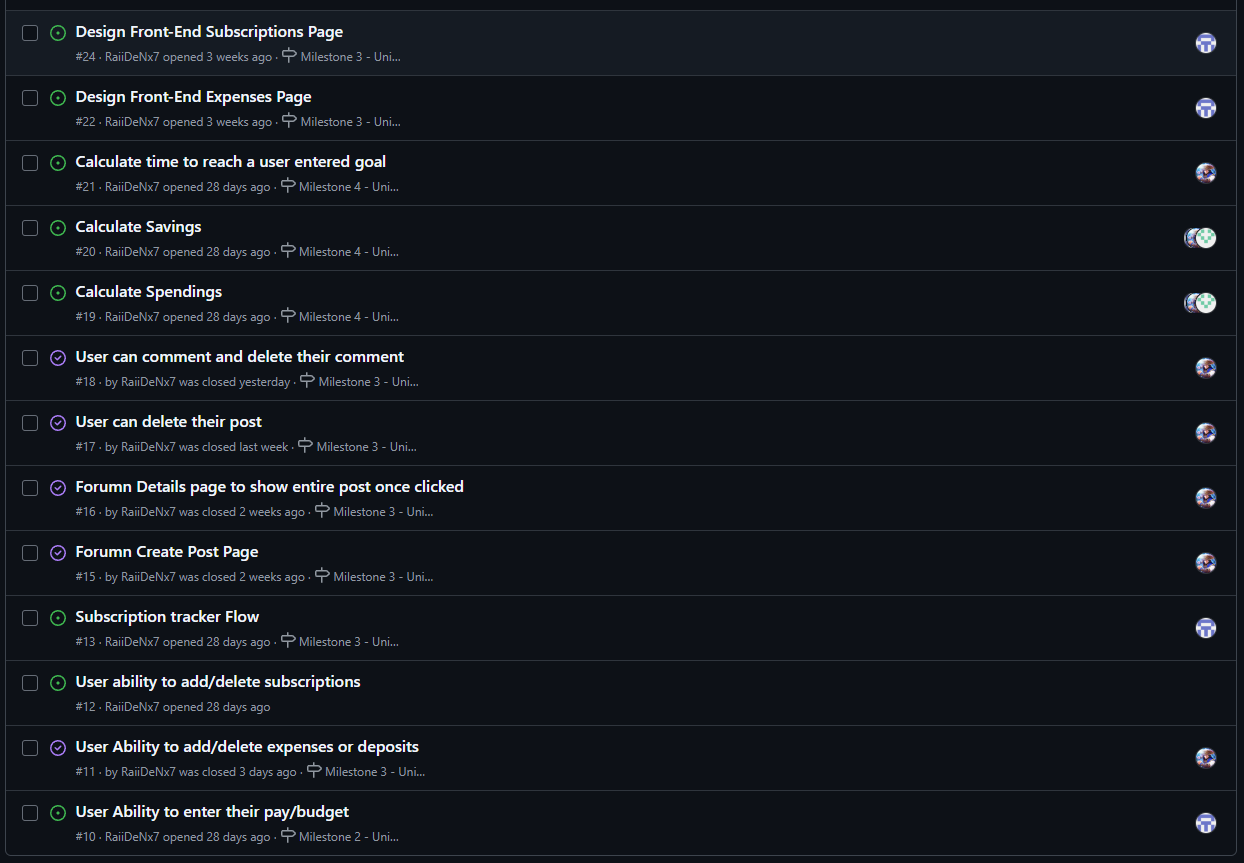 Design Front-End Subscriptions Page
#24 · RaiiDeNx7 opened 3 weeks ago · Milestone 3 - Uni...
Design Front-End Expenses Page
#22 · RaiiDeNx7 opened 3 weeks ago · Milestone 3 - Uni...
Calculate time to reach a user entered goal
#21 · RaiiDeNx7 opened 28 days ago · Milestone 4 - Uni...
Calculate Savings
#20 · RaiiDeNx7 opened 28 days ago · Milestone 4 - Uni...
Calculate Spendings
#19 · RaiiDeNx7 opened 28 days ago · Milestone 4 - Uni...
User can comment and delete their comment
#18 · by RaiiDeNx7 was closed yesterday · Milestone 3 - Uni...
User can delete their post
#17 · by RaiiDeNx7 was closed last week · Milestone 3 - Uni...
Forumn Details page to show entire post once clicked
#16 · by RaiiDeNx7 was closed 2 weeks ago · Milestone 3 - Uni...
Forumn Create Post Page
#15 · by RaiiDeNx7 was closed 2 weeks ago · Milestone 3 - Uni...
Subscription tracker Flow
#13 · RaiiDeNx7 opened 28 days ago · Milestone 3 - Uni...
User ability to add/delete subscriptions
#12 · RaiiDeNx7 opened 28 days ago
User Ability to add/delete expenses or deposits
#11 · by RaiiDeNx7 was closed 3 days ago · Milestone 3 - Uni...
User Ability to enter their pay/budget
#10 · RaiiDeNx7 opened 28 days ago · Milestone 2 - Uni...